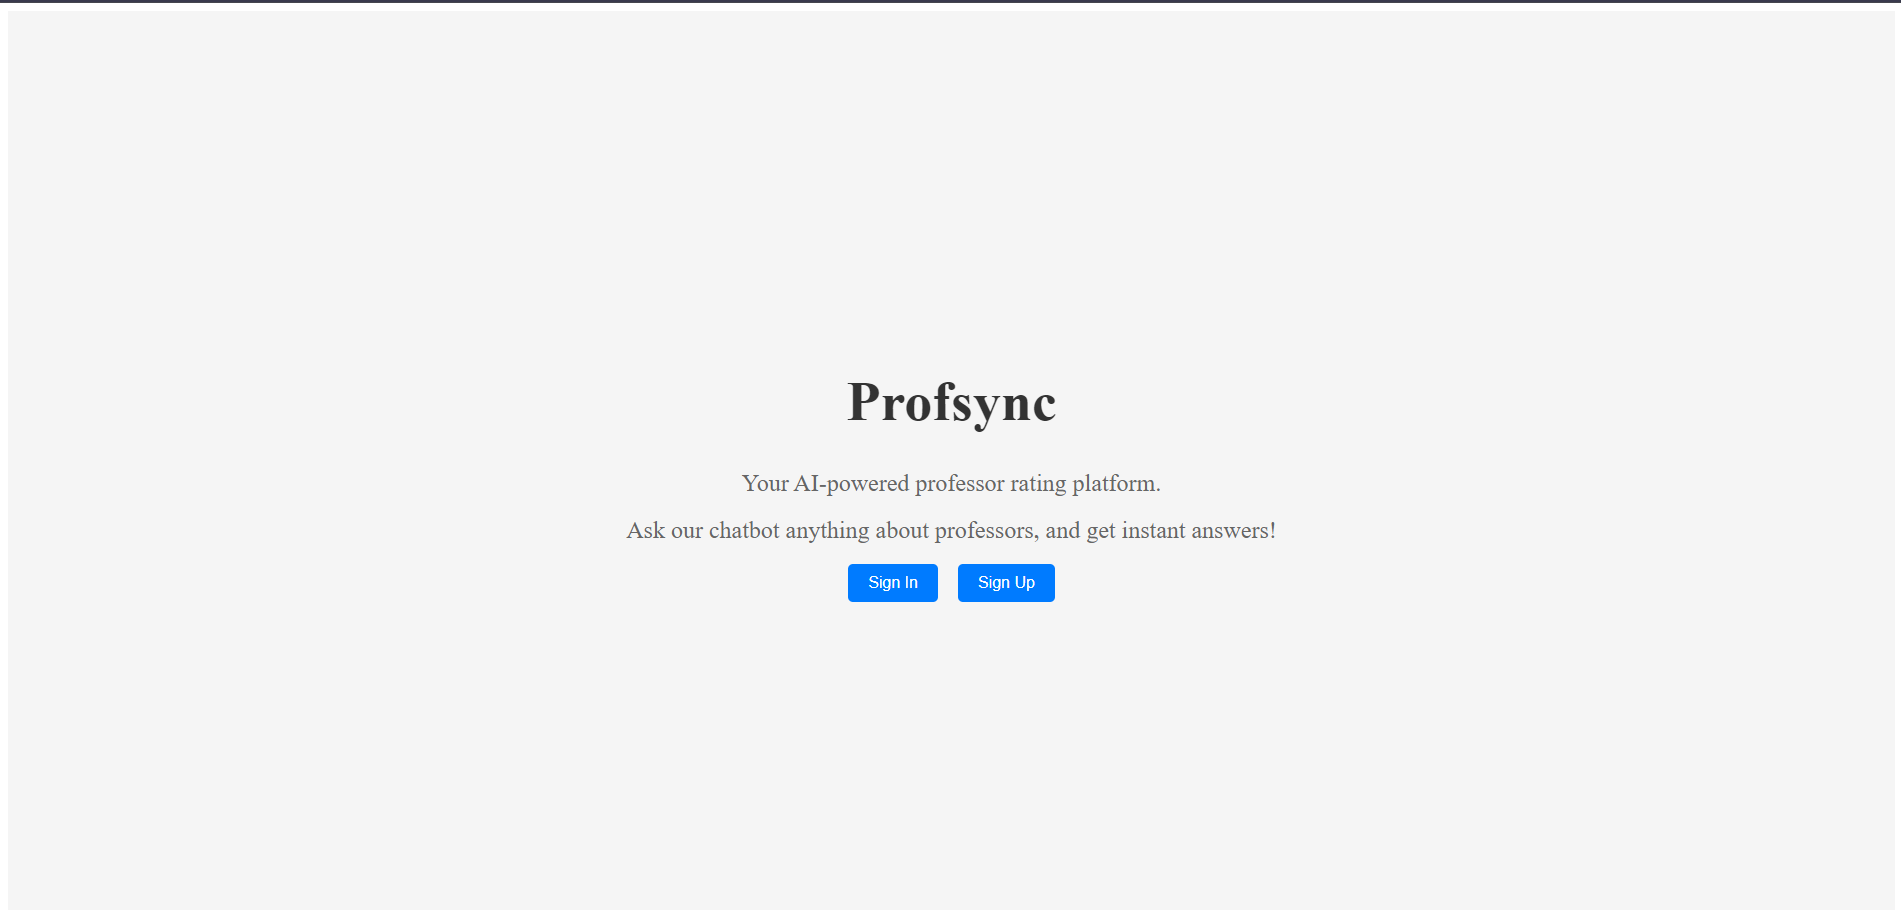 Profsync
Your AI-powered professor rating platform.
Ask our chatbot anything about professors, and get instant answers!
Sign In
Sign Up